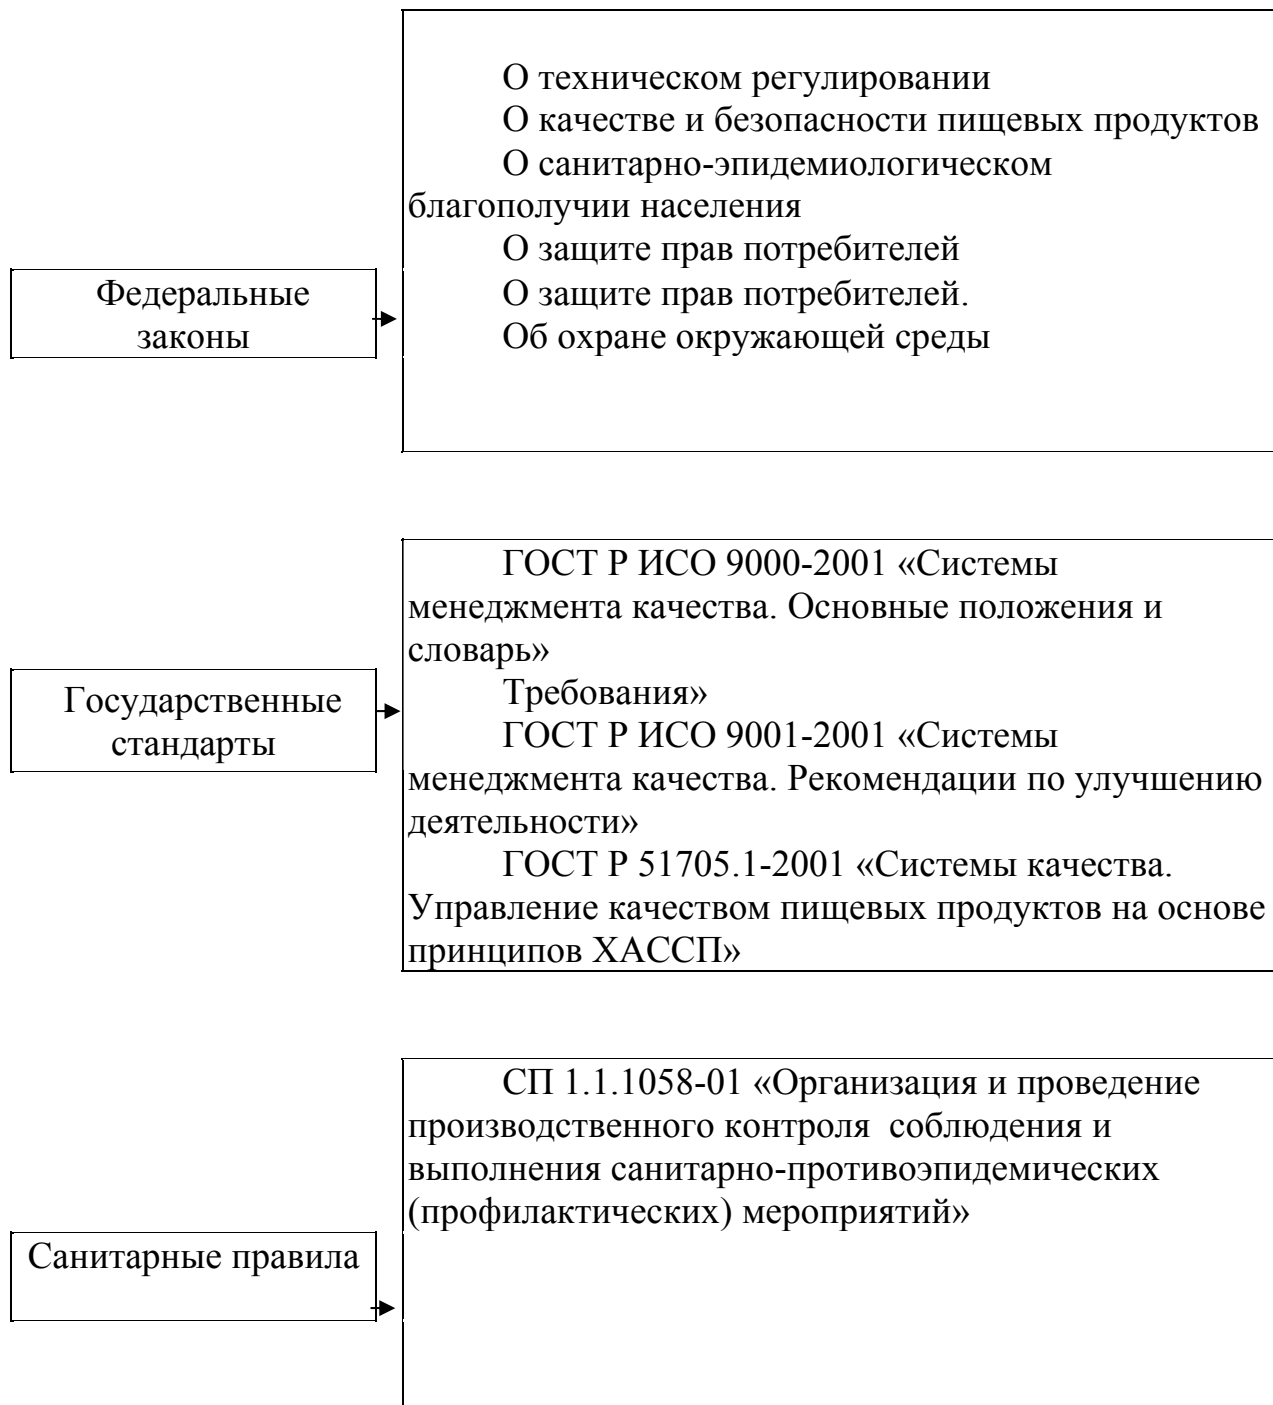 О техническом регулировании
О качестве и безопасности пищевых продуктов
О санитарно-эпидемиологическом
благополучии населения
О защите прав потребителей
О защите прав потребителей.
Об охране окружающей среды
Федеральные
законы
ГОСТ Р ИСО 9000-2001 «Системы
менеджмента качества. Основные положения и
словарь»
Требования»
ГОСТ Р ИСО 9001-2001 «Системы
менеджмента качества. Рекомендации по улучшению
деятельности»
ГОСТ Р 51705.1-2001 «Системы качества.
Управление качеством пищевых продуктов на основе
принципов ХАССП»
Государственные
стандарты
СП 1.1.1058-01 «Организация и проведение
производственного контроля  соблюдения и
выполнения санитарно-противоэпидемических
(профилактических) мероприятий»
Санитарные правила